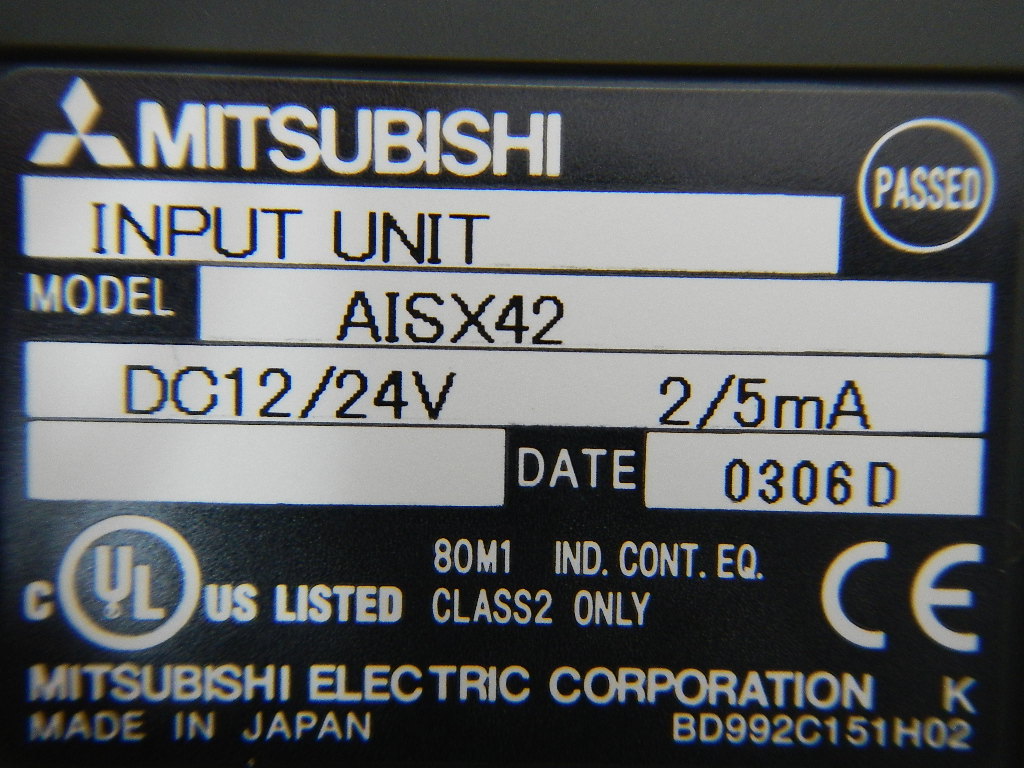 MITSUBISHI
PASSED
INPUT UNIT
MODEL AISX42
DC12/24V 2/5mA
DATE 0306D
C UL US LISTED 80M1 IND. CONT. EQ.
CLASS2 ONLY CE
MITSUBISHI ELECTRIC CORPORATION K
MADE IN JAPAN BD992C151H02